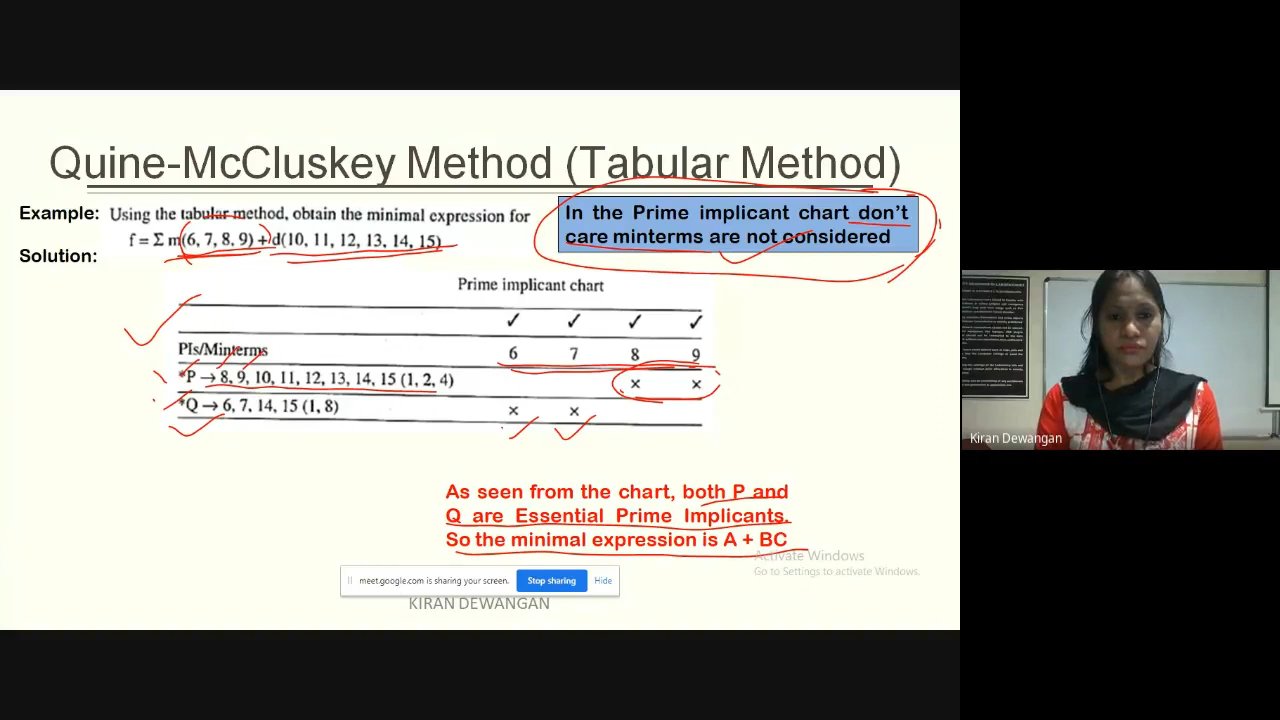 Quine-McCluskey Method (Tabular Method)
Example: Using the tabular method, obtain the minimal expression for
f = Σ m(6, 7, 8, 9) + d(10, 11, 12, 13, 14, 15)
In the Prime implicant chart don't
care minterms are not considered
Solution:
Prime implicant chart
✓ ✓ ✓ ✓
PIs/Minterms 6 7 8 9
*P → 8, 9, 10, 11, 12, 13, 14, 15 (1, 2, 4) × ×
*Q → 6, 7, 14, 15 (1, 8) × ×
As seen from the chart, both P and
Q are Essential Prime Implicants.
So the minimal expression is A + BC
Activate Windows
Go to Settings to activate Windows.
meet.google.com is sharing your screen. Stop sharing Hide
KIRAN DEWANGAN
Kiran Dewangan